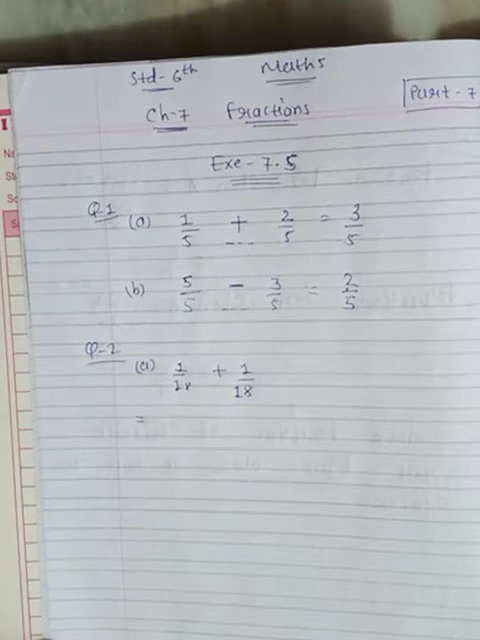 Std-6th Maths
Part-7
Ch-7 Fractions
Exe-7.5
Q1 (a) 1/5 + 2/5 = 3/5
(b) 5/5 - 3/5 = 2/5
Q-2 (a) 1/18 + 1/18
=